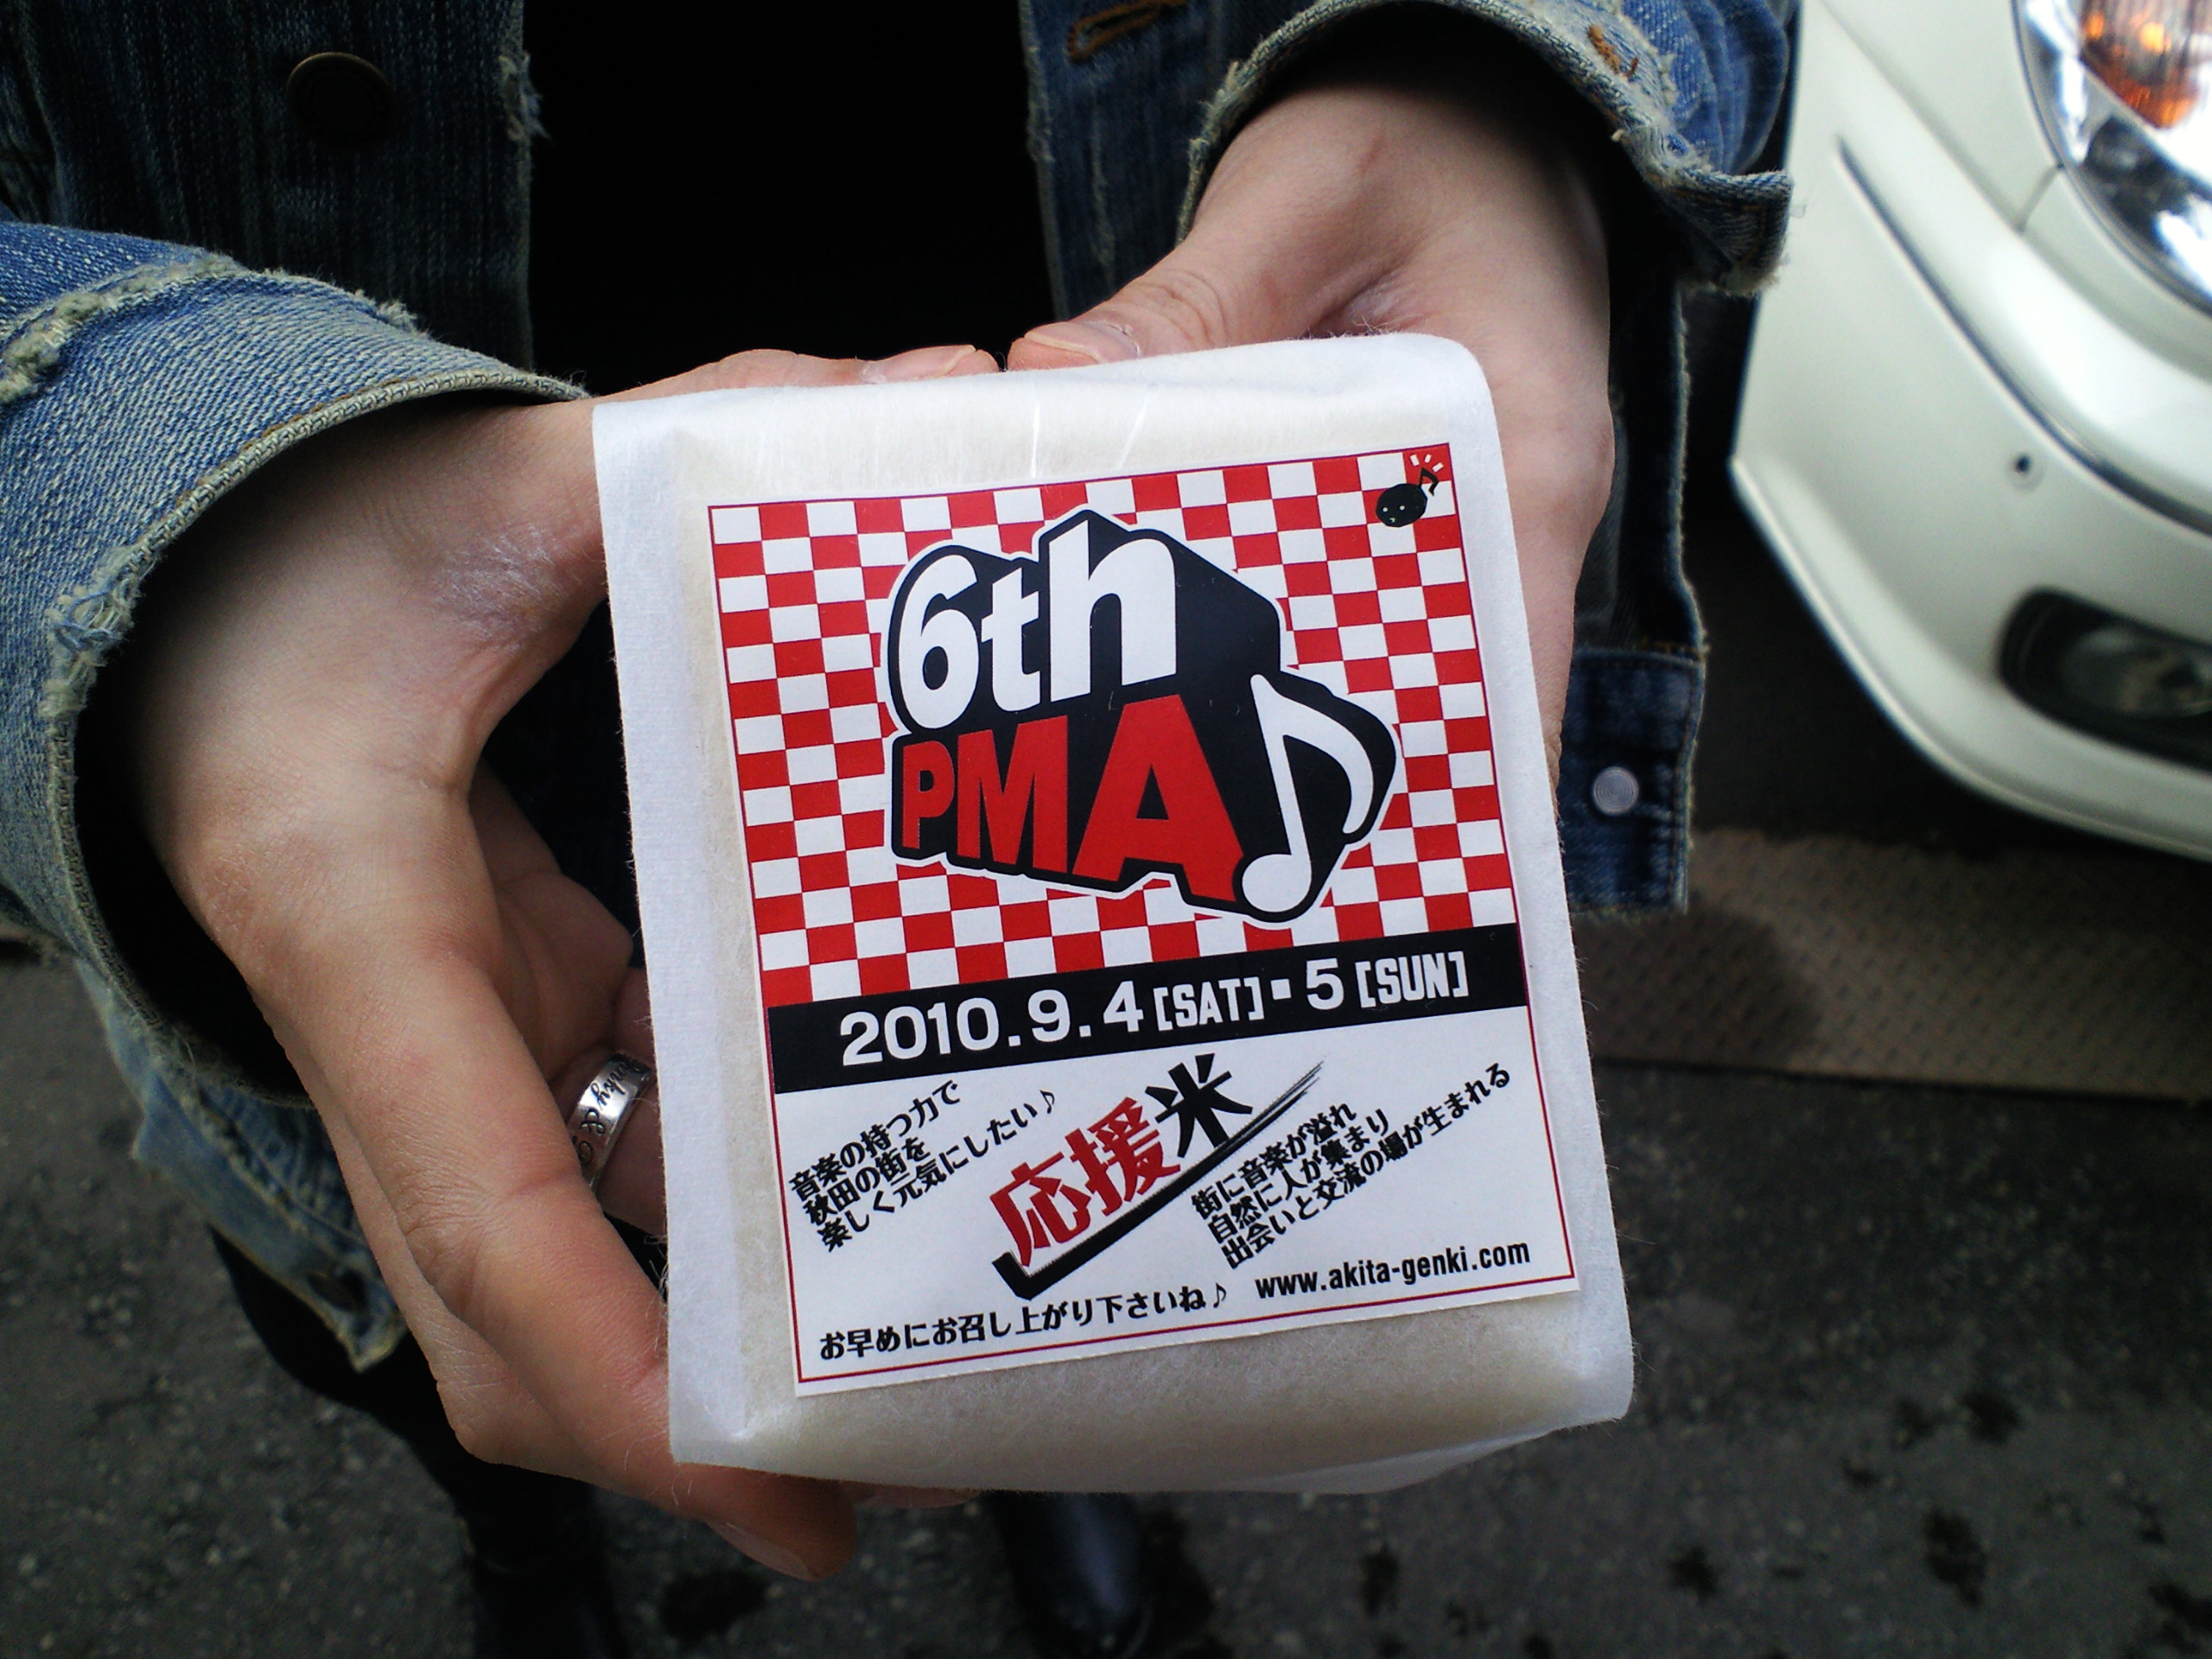 6th
PMA♪
2010.9.4[SAT]・5[SUN]
音楽の持つ力で
秋田の街を
楽しく元気にしたい♪
応援米
街に音楽が溢れ
自然に人が集まり
出会いと交流の場が生まれる
お早めにお召し上がり下さいね♪
www.akita-genki.com